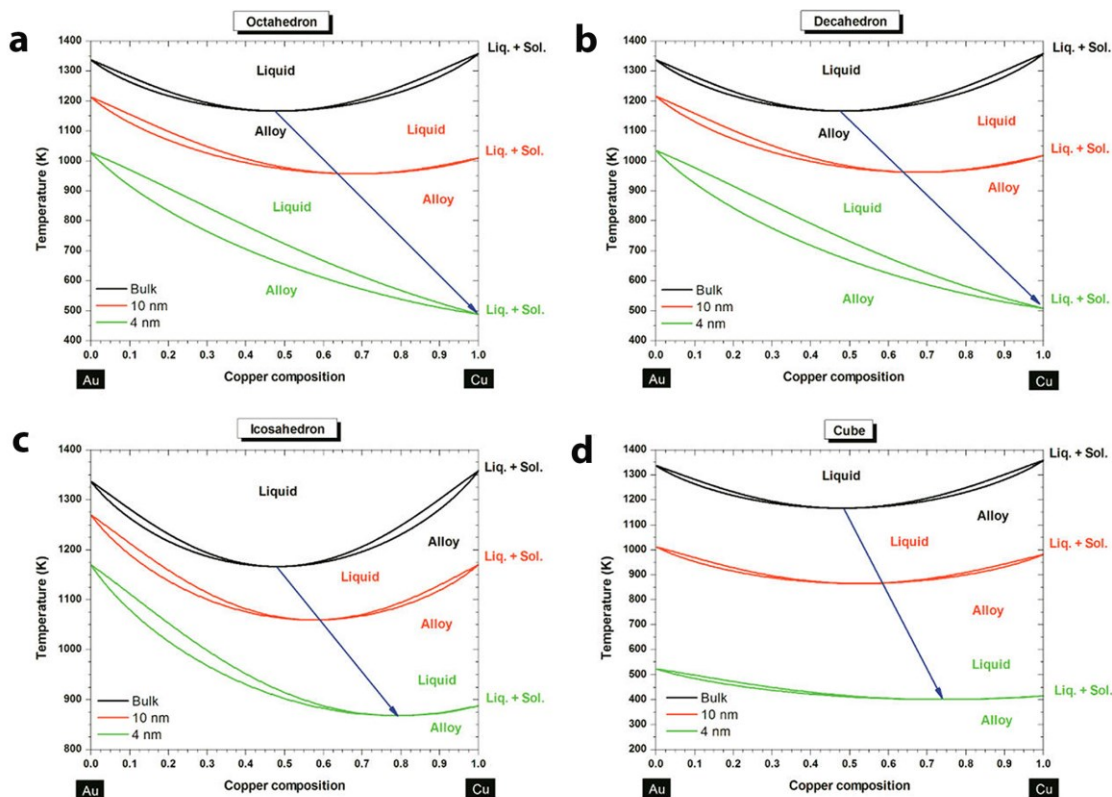 a
Octahedron
1400
1300
1200
1100
1000
900
800
700
600
500
400
Temperature (K)
Liquid
Alloy
Liquid
Alloy
Liquid
Alloy
Liq. + Sol.
Liq. + Sol.
Liq. + Sol.
Bulk
10 nm
4 nm
0.0 0.1 0.2 0.3 0.4 0.5 0.6 0.7 0.8 0.9 1.0
Au Copper composition Cu
b
Decahedron
1400
1300
1200
1100
1000
900
800
700
600
500
400
Temperature (K)
Liquid
Alloy
Liquid
Alloy
Liquid
Alloy
Liq. + Sol.
Liq. + Sol.
Liq. + Sol.
Bulk
10 nm
4 nm
0.0 0.1 0.2 0.3 0.4 0.5 0.6 0.7 0.8 0.9 1.0
Au Copper composition Cu
c
Icosahedron
1400
1300
1200
1100
1000
900
800
Temperature (K)
Liquid
Alloy
Liquid
Alloy
Liquid
Alloy
Liq. + Sol.
Liq. + Sol.
Liq. + Sol.
Bulk
10 nm
4 nm
0.0 0.1 0.2 0.3 0.4 0.5 0.6 0.7 0.8 0.9 1.0
Au Copper composition Cu
d
Cube
1400
1300
1200
1100
1000
900
800
700
600
500
400
300
200
Temperature (K)
Liquid
Alloy
Liquid
Alloy
Liquid
Alloy
Liq. + Sol.
Liq. + Sol.
Liq. + Sol.
Bulk
10 nm
4 nm
0.0 0.1 0.2 0.3 0.4 0.5 0.6 0.7 0.8 0.9 1.0
Au Copper composition Cu